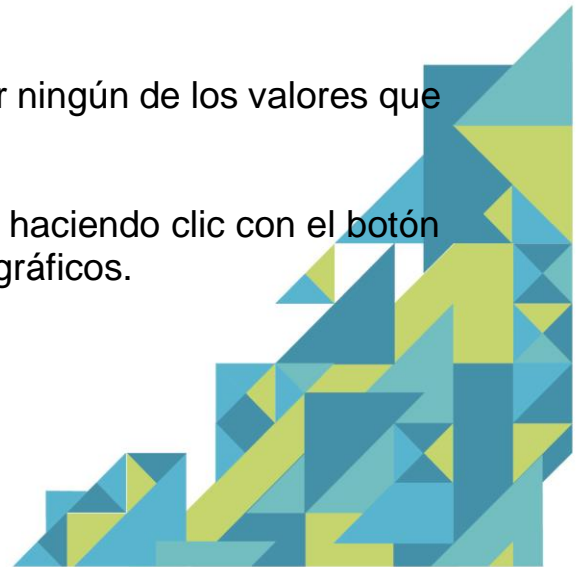 r ningún de los valores que
haciendo clic con el botón
gráficos.